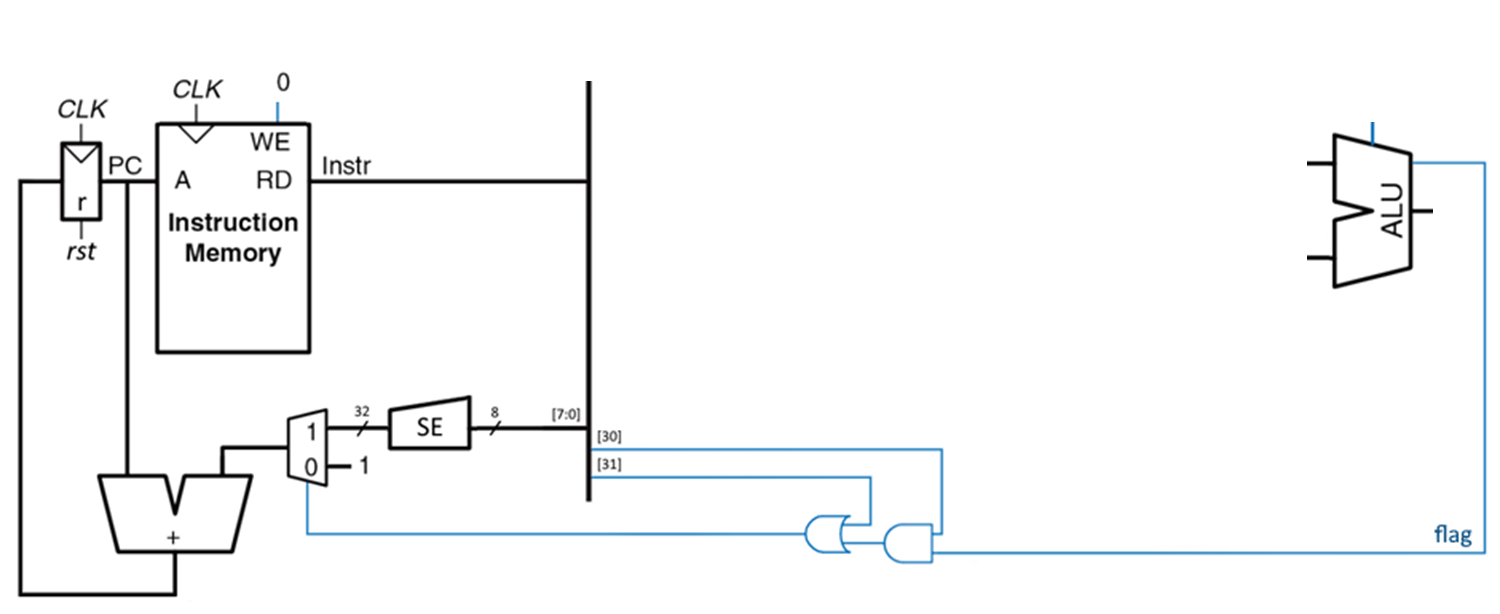 0
CLK
CLK
WE
PC
A
RD
Instr
r
rst
Instruction
Memory
ALU
32
8
[7:0]
1
SE
[30]
0
1
[31]
+
flag